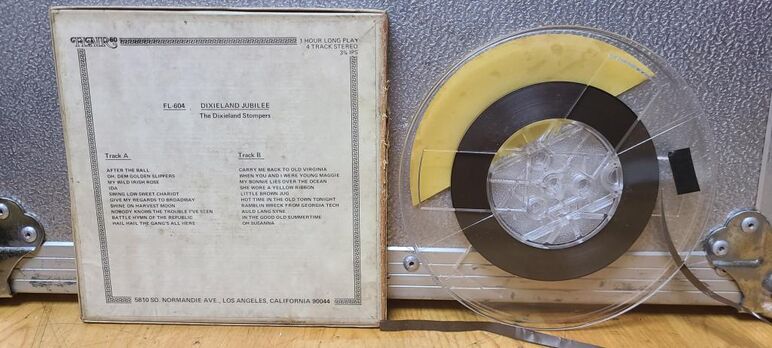 60
1 HOUR LONG PLAY
4 TRACK STEREO
3¾ IPS
FL-604 DIXIELAND JUBILEE
The Dixieland Stompers
Track A
AFTER THE BALL
OH, DEM GOLDEN SLIPPERS
MY WILD IRISH ROSE
IDA
SWING LOW SWEET CHARIOT
GIVE MY REGARDS TO BROADWAY
SHINE ON HARVEST MOON
NOBODY KNOWS THE TROUBLE I'VE SEEN
BATTLE HYMN OF THE REPUBLIC
HAIL HAIL THE GANG'S ALL HERE
Track B
CARRY ME BACK TO OLD VIRGINIA
WHEN YOU AND I WERE YOUNG MAGGIE
MY BONNIE LIES OVER THE OCEAN
SHE WORE A YELLOW RIBBON
LITTLE BROWN JUG
HOT TIME IN THE OLD TOWN TONIGHT
RAMBLIN WRECK FROM GEORGIA TECH
AULD LANG SYNE
IN THE GOOD OLD SUMMERTIME
OH SUSANNA
5810 SO. NORMANDIE AVE., LOS ANGELES, CALIFORNIA 90044